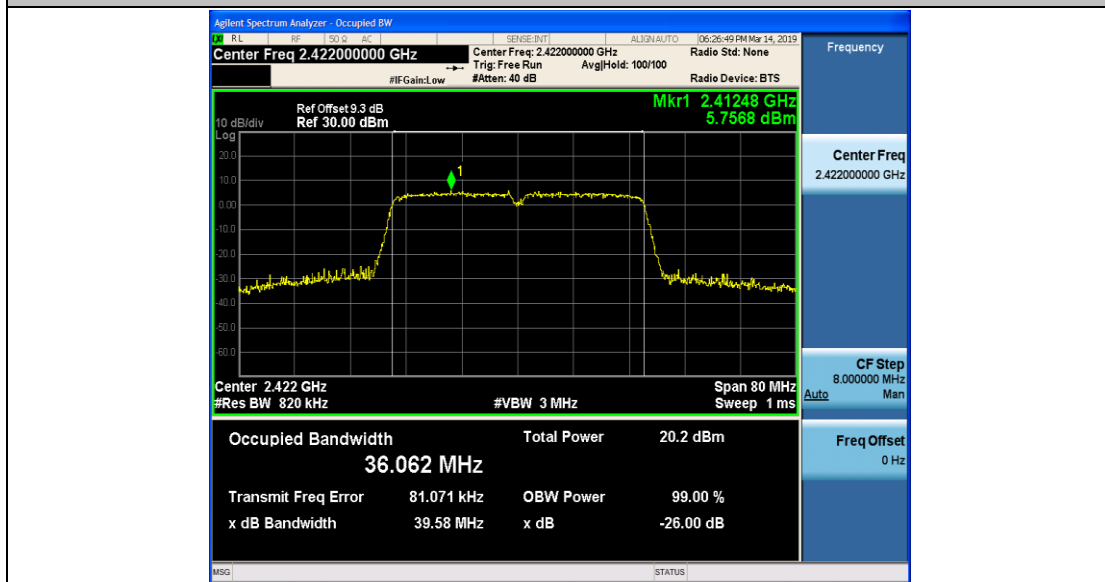 Agilent Spectrum Analyzer - Occupied BW
RL RF 50 Ω AC SENSE:INT ALIGN AUTO 06:26:49 PM Mar 14, 2019
Center Freq 2.422000000 GHz
Center Freq: 2.422000000 GHz
Radio Std: None
Trig: Free Run Avg|Hold: 100/100
#IFGain:Low #Atten: 40 dB Radio Device: BTS
Frequency
Ref Offset 9.3 dB
10 dB/div Ref 30.00 dBm
Mkr1 2.41248 GHz
5.7568 dBm
Log
20.0
10.0
0.00
-10.0
-20.0
-30.0
-40.0
-50.0
-60.0
1
Center 2.422 GHz Span 80 MHz
#Res BW 820 kHz #VBW 3 MHz Sweep 1 ms
Center Freq
2.422000000 GHz
CF Step
8.000000 MHz
Auto Man
Freq Offset
0 Hz
Occupied Bandwidth Total Power 20.2 dBm
36.062 MHz
Transmit Freq Error 81.071 kHz OBW Power 99.00 %
x dB Bandwidth 39.58 MHz x dB -26.00 dB
MSG STATUS